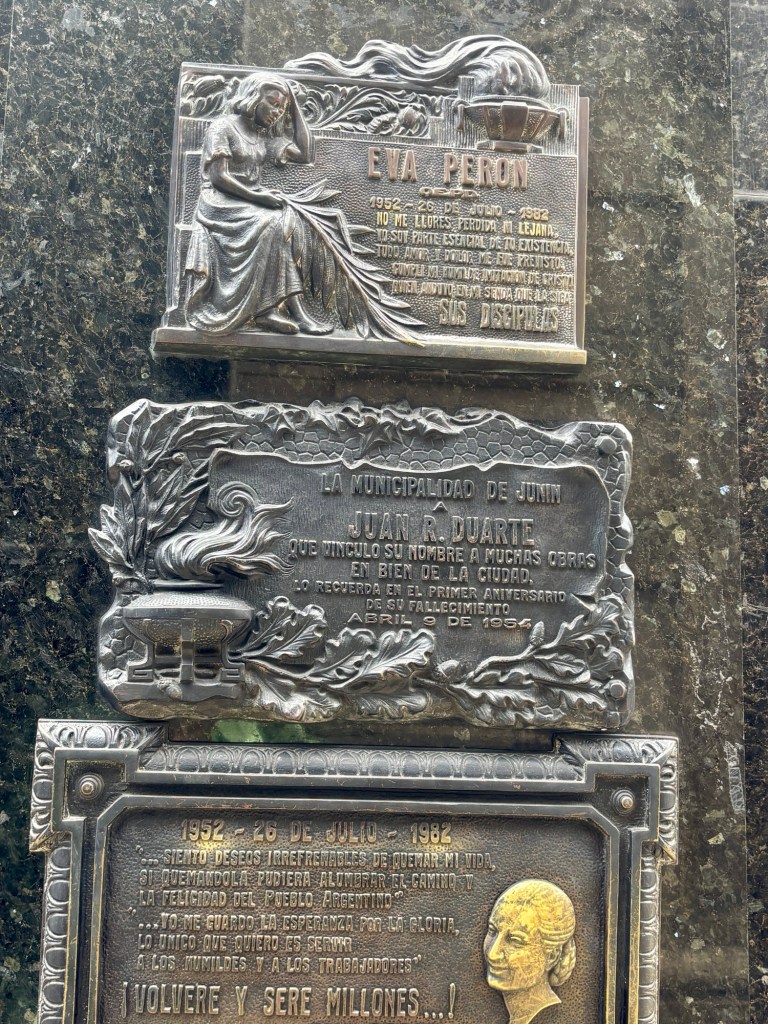 EVA PERON
1952 - 26 DE JULIO - 1982
NO ME LLORES PERDIDA NI LEJANA,
YO SOY PARTE ESENCIAL DE TU EXISTENCIA,
TODO AMOR Y DOLOR ME FUE PREVISTO,
CUMPLI MI HUMILDE IMITACION DE CRISTO
QUIEN ANDUVO EN MI SENDA QUE LA SIGA
SUS DISCIPULAS
LA MUNICIPALIDAD DE JUNIN
A
JUAN R. DUARTE
QUE VINCULO SU NOMBRE A MUCHAS OBRAS
EN BIEN DE LA CIUDAD,
LO RECUERDA EN EL PRIMER ANIVERSARIO
DE SU FALLECIMIENTO
ABRIL 9 DE 1954
1952 - 26 DE JULIO - 1982
"...SIENTO DESEOS IRREFRENABLES DE QUEMAR MI VIDA,
SI QUEMANDOLA PUDIERA ALUMBRAR EL CAMINO Y
LA FELICIDAD DEL PUEBLO ARGENTINO"
"...YO ME GUARDO LA ESPERANZA POR LA GLORIA,
LO UNICO QUE QUIERO ES SERVIR
A LOS HUMILDES Y A LOS TRABAJADORES"
¡VOLVERE Y SERE MILLONES...!